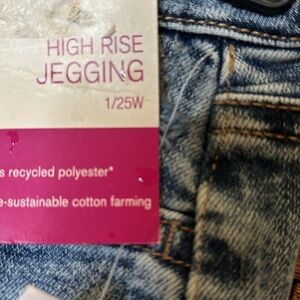 HIGH RISE
JEGGING
1/25W
s recycled polyester*
e-sustainable cotton farming